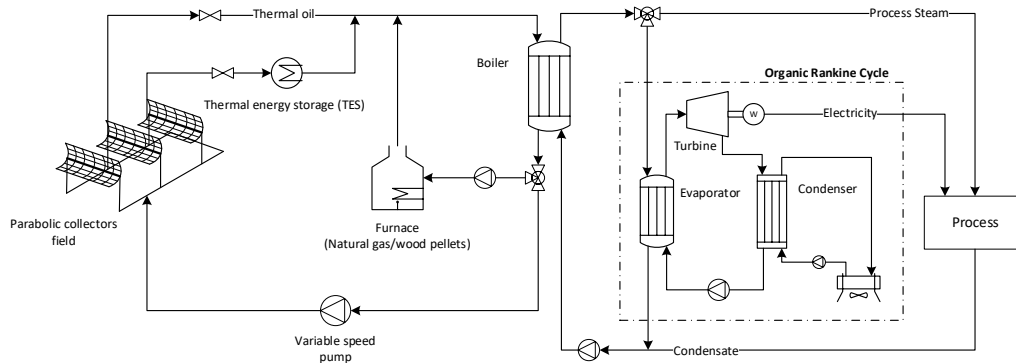 Thermal oil
Process Steam
Boiler
Organic Rankine Cycle
Thermal energy storage (TES)
W
Electricity
Turbine
Evaporator
Condenser
Parabolic collectors
field
Furnace
(Natural gas/wood pellets)
Process
Variable speed
pump
Condensate